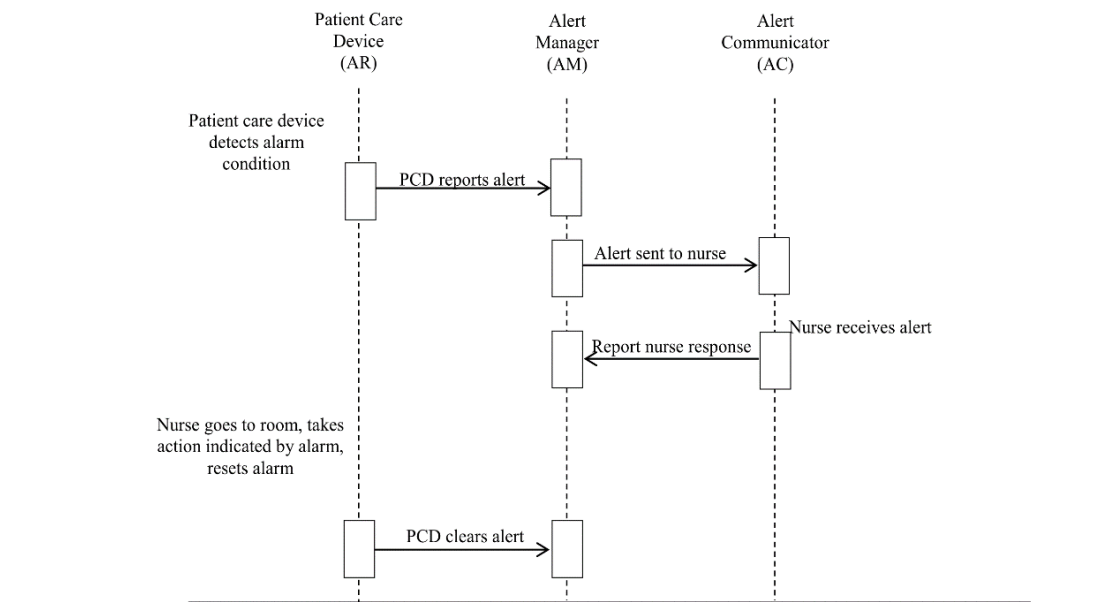 Patient Care
Device
(AR)
Alert
Manager
(AM)
Alert
Communicator
(AC)
Patient care device
detects alarm
condition
PCD reports alert
Alert sent to nurse
Nurse receives alert
Report nurse response
Nurse goes to room, takes
action indicated by alarm,
resets alarm
PCD clears alert